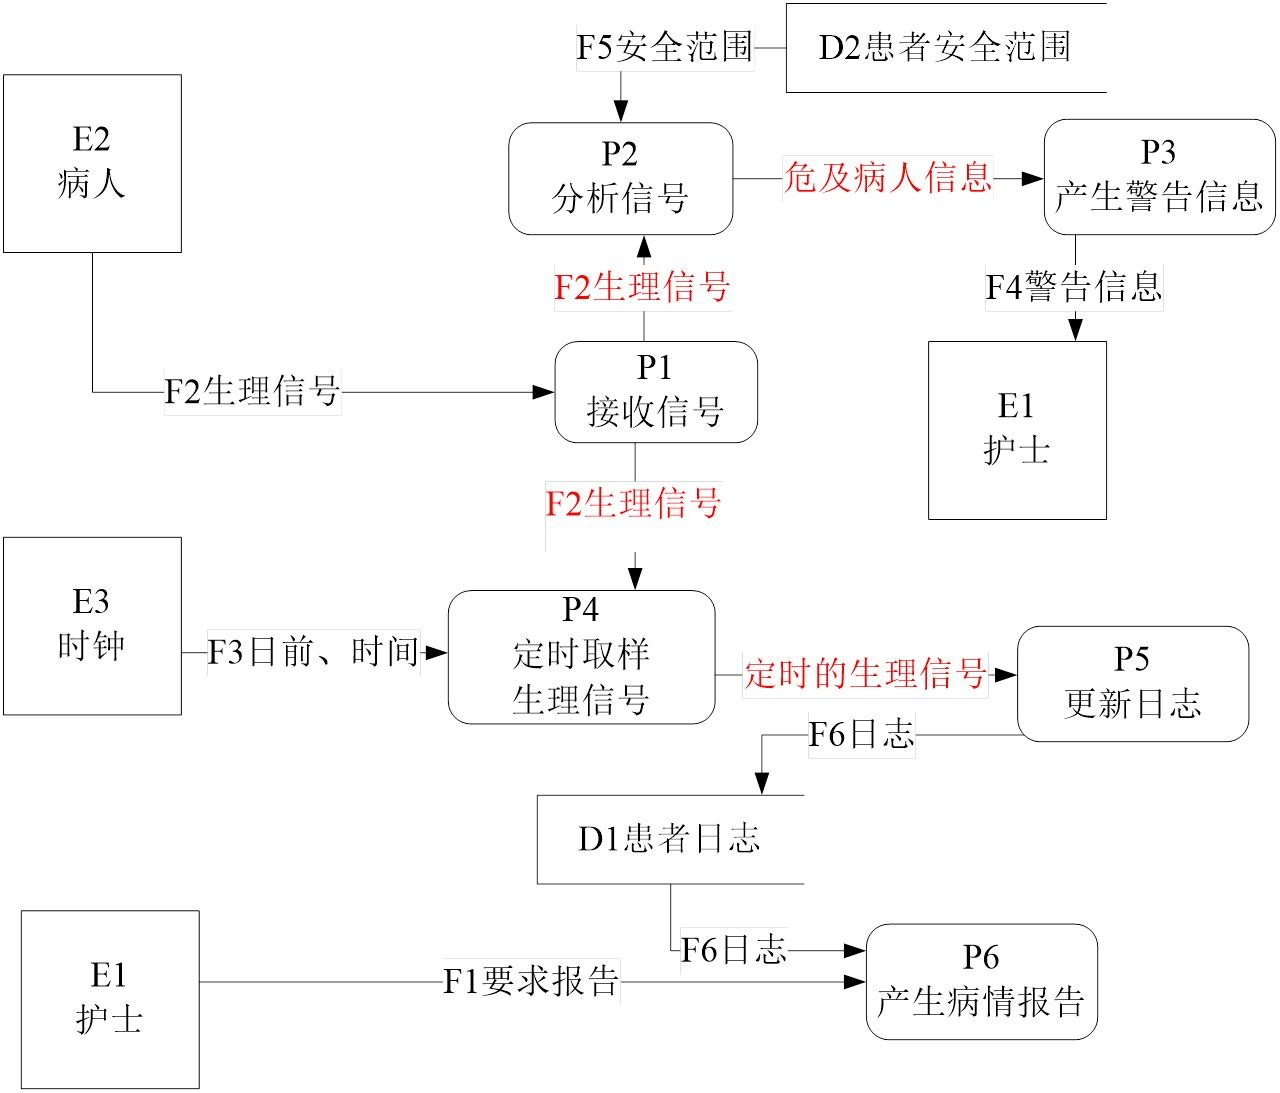 F5安全范围
D2患者安全范围
E2
病人
P2
分析信号
危及病人信息
P3
产生警告信息
F2生理信号
F4警告信息
F2生理信号
P1
接收信号
E1
护士
F2生理信号
E3
时钟
F3日前、时间
P4
定时取样
生理信号
定时的生理信号
P5
更新日志
F6日志
D1患者日志
F6日志
E1
护士
F1要求报告
P6
产生病情报告